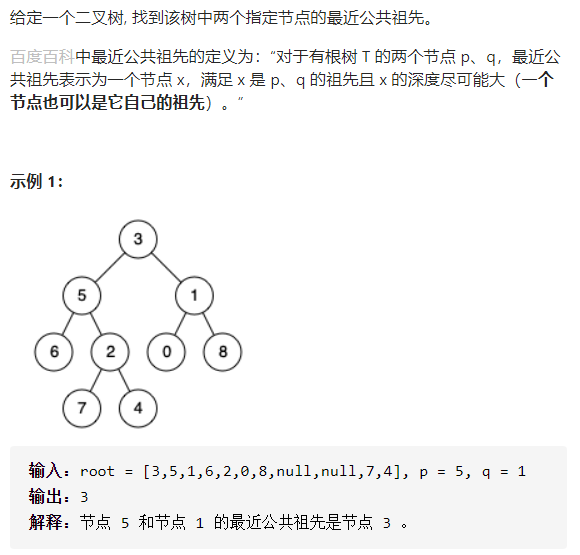 给定一个二叉树, 找到该树中两个指定节点的最近公共祖先。
百度百科中最近公共祖先的定义为：“对于有根树 T 的两个节点 p、q，最近公
共祖先表示为一个节点 x，满足 x 是 p、q 的祖先且 x 的深度尽可能大（一个
节点也可以是它自己的祖先）。”
示例 1：
3
5 1
6 2 0 8
7 4
输入：root = [3,5,1,6,2,0,8,null,null,7,4], p = 5, q = 1
输出：3
解释：节点 5 和节点 1 的最近公共祖先是节点 3 。